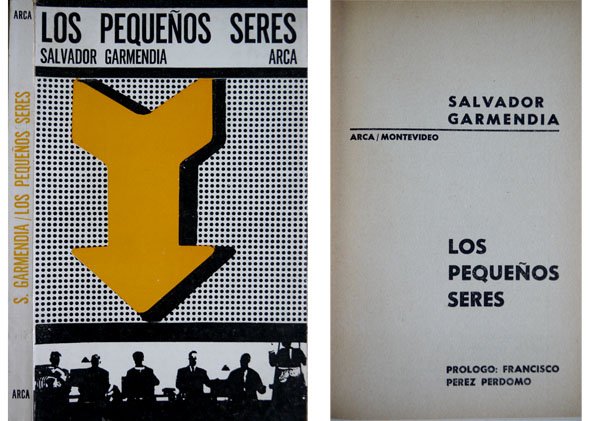 ARCA
S. GARMENDIA/LOS PEQUEÑOS SERES
ARCA
LOS PEQUEÑOS SERES
SALVADOR GARMENDIA ARCA
SALVADOR
GARMENDIA
ARCA/MONTEVIDEO
LOS
PEQUEÑOS
SERES
PROLOGO: FRANCISCO
PEREZ PERDOMO